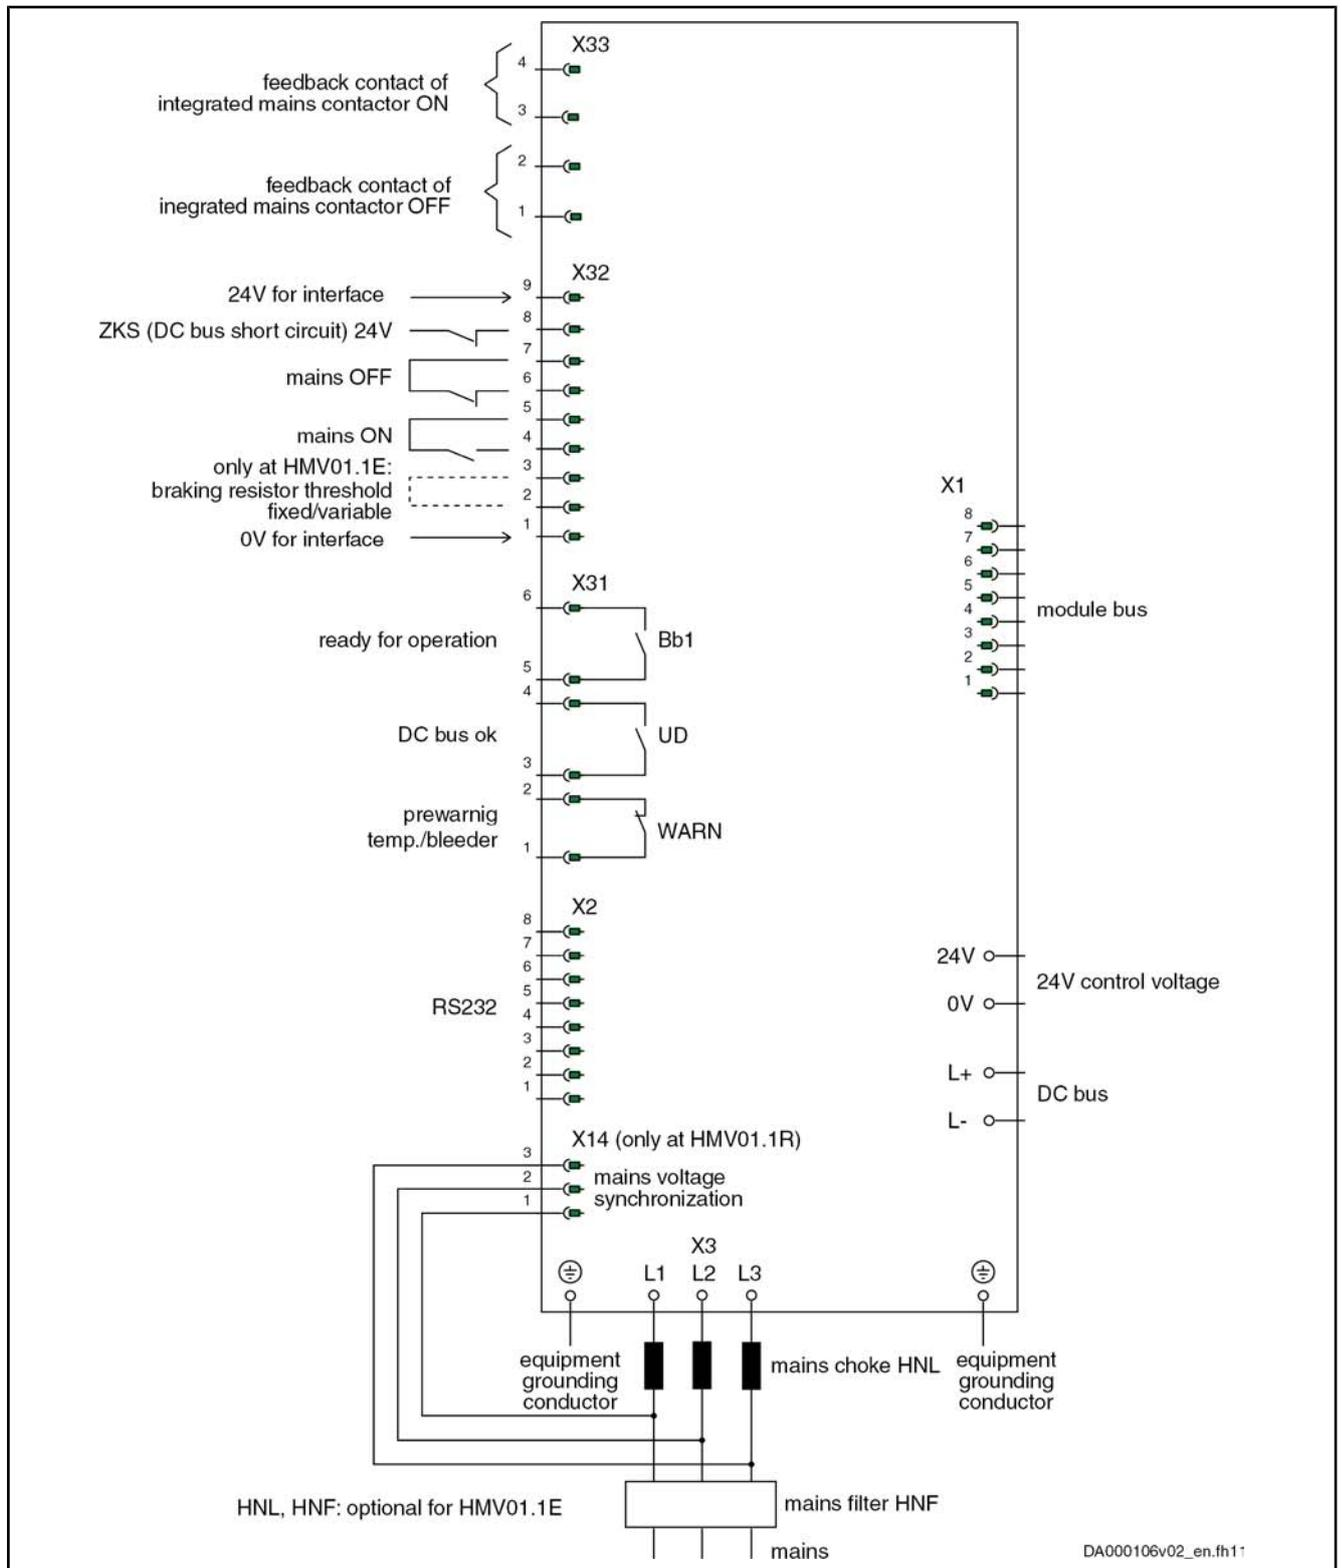 X33
4
feedback contact of
integrated mains contactor ON
3
2
feedback contact of
inegrated mains contactor OFF
1
X32
9
24V for interface
8
ZKS (DC bus short circuit) 24V
7
mains OFF
6
5
mains ON
4
only at HMV01.1E:
3
braking resistor threshold
2
fixed/variable
1
0V for interface
X1
8
7
6
5
4
3
2
1
module bus
X31
6
ready for operation
Bb1
5
4
DC bus ok
UD
3
2
prewarnig
temp./bleeder
WARN
1
X2
8
7
6
5
RS232
4
3
2
1
24V
24V control voltage
0V
L+
DC bus
L-
X14 (only at HMV01.1R)
3
2
1
mains voltage
synchronization
X3
L1 L2 L3
equipment
grounding
conductor
mains choke HNL
equipment
grounding
conductor
HNL, HNF: optional for HMV01.1E
mains filter HNF
mains
DA000106v02_en.fh11